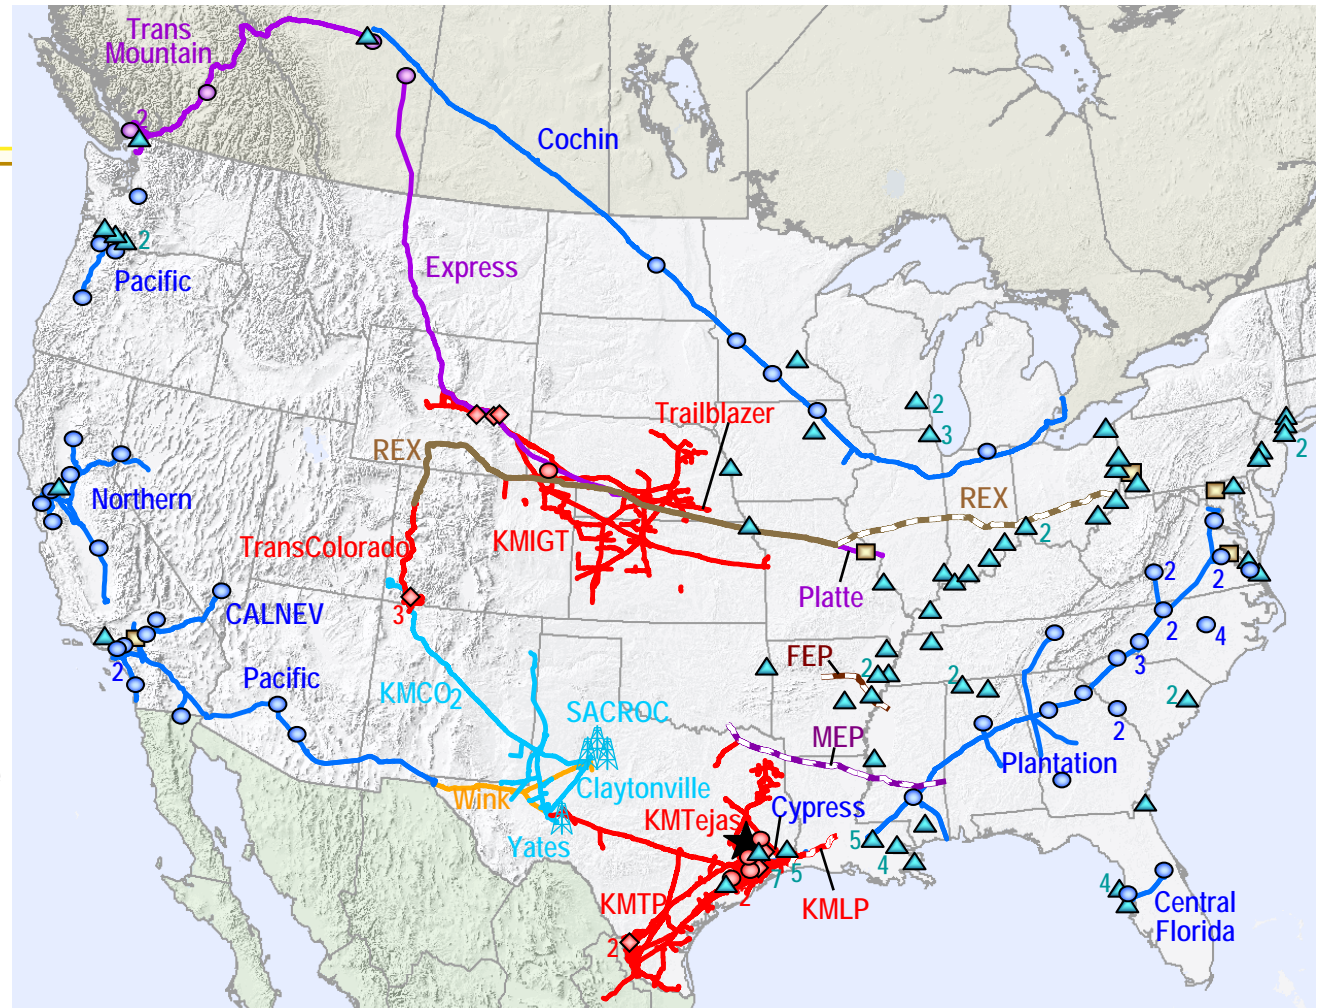 Trans
Mountain
2
Cochin
2
Pacific
Express
Trailblazer
2
3
2
REX
REX
Northern
TransColorado
KMIGT
2
Platte
2
2
3
CALNEV
2
4
3
2
FEP
2
2
2
Pacific
KMCO2
SACROC
2
MEP
Plantation
Wink
Claytonville
KMTejas
Cypress
Yates
5
4
7
5
2
KMTP
KMLP
4
Central
Florida
2